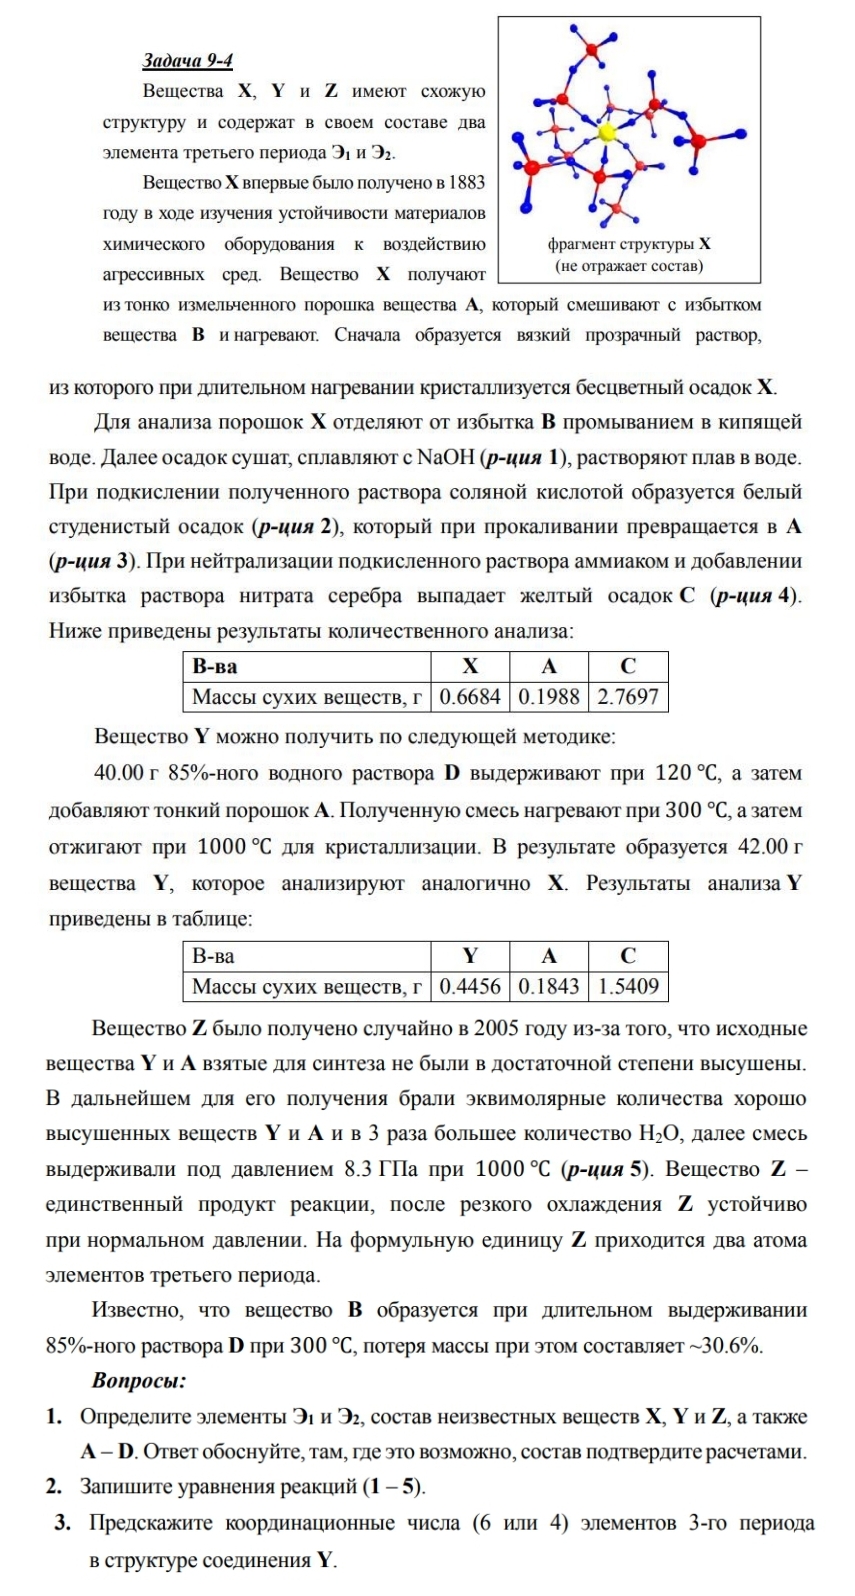 Задача 9-4
Вещества X, Y и Z имеют схожую
структуру и содержат в своем составе два
элемента третьего периода Э₁ и Э₂.
Вещество X впервые было получено в 1883
году в ходе изучения устойчивости материалов
химического оборудования к воздействию
агрессивных сред. Вещество X получают
фрагмент структуры X
(не отражает состав)
из тонко измельченного порошка вещества A, который смешивают с избытком
вещества B и нагревают. Сначала образуется вязкий прозрачный раствор,
из которого при длительном нагревании кристаллизуется бесцветный осадок X.
Для анализа порошок X отделяют от избытка B промыванием в кипящей
воде. Далее осадок сушат, сплавляют с NaOH (р-ция 1), растворяют плав в воде.
При подкислении полученного раствора соляной кислотой образуется белый
студенистый осадок (р-ция 2), который при прокаливании превращается в A
(р-ция 3). При нейтрализации подкисленного раствора аммиаком и добавлении
избытка раствора нитрата серебра выпадает желтый осадок C (р-ция 4).
Ниже приведены результаты количественного анализа:
В-ва X A C
Массы сухих веществ, г 0.6684 0.1988 2.7697
Вещество Y можно получить по следующей методике:
40.00 г 85%-ного водного раствора D выдерживают при 120 °C, а затем
добавляют тонкий порошок A. Полученную смесь нагревают при 300 °C, а затем
отжигают при 1000 °C для кристаллизации. В результате образуется 42.00 г
вещества Y, которое анализируют аналогично X. Результаты анализа Y
приведены в таблице:
В-ва Y A C
Массы сухих веществ, г 0.4456 0.1843 1.5409
Вещество Z было получено случайно в 2005 году из-за того, что исходные
вещества Y и A взятые для синтеза не были в достаточной степени высушены.
В дальнейшем для его получения брали эквимолярные количества хорошо
высушенных веществ Y и A и в 3 раза большее количество H₂O, далее смесь
выдерживали под давлением 8.3 ГПа при 1000 °C (р-ция 5). Вещество Z –
единственный продукт реакции, после резкого охлаждения Z устойчиво
при нормальном давлении. На формульную единицу Z приходится два атома
элементов третьего периода.
Известно, что вещество B образуется при длительном выдерживании
85%-ного раствора D при 300 °C, потеря массы при этом составляет ~30.6%.
Вопросы:
1. Определите элементы Э₁ и Э₂, состав неизвестных веществ X, Y и Z, а также
A – D. Ответ обоснуйте, там, где это возможно, состав подтвердите расчетами.
2. Запишите уравнения реакций (1 – 5).
3. Предскажите координационные числа (6 или 4) элементов 3-го периода
в структуре соединения Y.